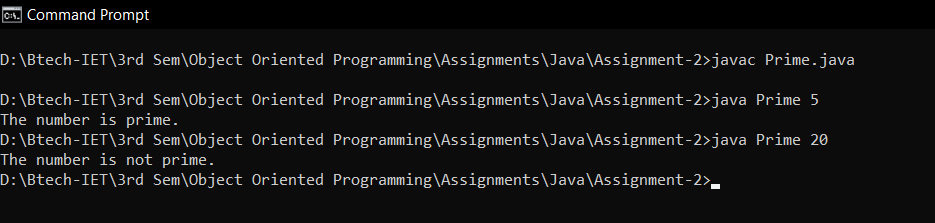 Command Prompt
D:\Btech-IET\3rd Sem\Object Oriented Programming\Assignments\Java\Assignment-2>javac Prime.java
D:\Btech-IET\3rd Sem\Object Oriented Programming\Assignments\Java\Assignment-2>java Prime 5
The number is prime.
D:\Btech-IET\3rd Sem\Object Oriented Programming\Assignments\Java\Assignment-2>java Prime 20
The number is not prime.
D:\Btech-IET\3rd Sem\Object Oriented Programming\Assignments\Java\Assignment-2>